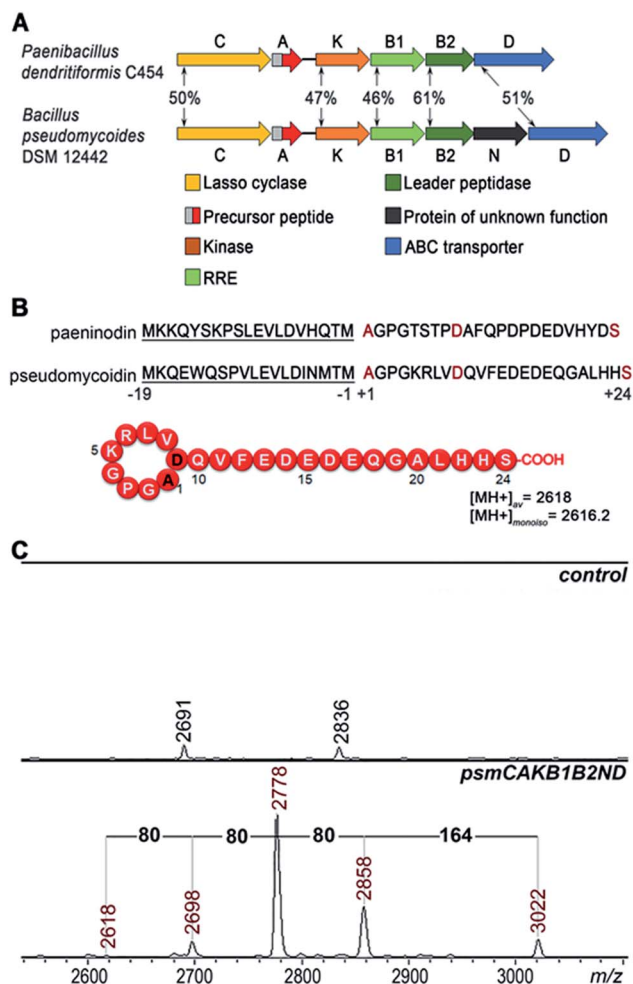 A
Paenibacillus
dendritiformis C454
C A K B1 B2 D
50% 47% 46% 61% 51%
Bacillus
pseudomycoides
DSM 12442
C A K B1 B2 N D
Lasso cyclase
Leader peptidase
Precursor peptide
Protein of unknown function
Kinase
ABC transporter
RRE
B
paeninodin MKKQYSKPSLEVLDVHQTM AGPGTSTPDAFQPDPDEDVHYDS
pseudomycoidin MKQEWQSPVLEVLDINMTM AGPGKRLVDQVFEDEDEQGALHHS
-19 -1 +1 +24
A G P G K R L V D Q V F E D E D E Q G A L H H S -COOH
1 5 10 15 20 24
[MH+]av = 2618
[MH+]monoiso = 2616.2
C
control
2691 2836
psmCAKB1B2ND
2778
80 80 80 164
2618 2698 2858 3022
2600 2700 2800 2900 3000
m/z